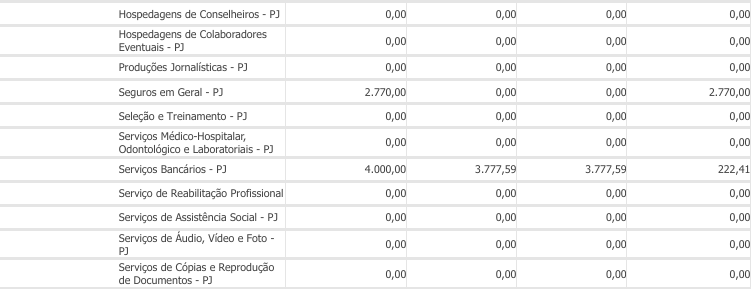 Hospedagens de Conselheiros - PJ 0,00 0,00 0,00 0,00
Hospedagens de Colaboradores
Eventuais - PJ 0,00 0,00 0,00 0,00
Produções Jornalísticas - PJ 0,00 0,00 0,00 0,00
Seguros em Geral - PJ 2.770,00 0,00 0,00 2.770,00
Seleção e Treinamento - PJ 0,00 0,00 0,00 0,00
Serviços Médico-Hospitalar,
Odontológico e Laboratoriais - PJ 0,00 0,00 0,00 0,00
Serviços Bancários - PJ 4.000,00 3.777,59 3.777,59 222,41
Serviço de Reabilitação Profissional 0,00 0,00 0,00 0,00
Serviços de Assistência Social - PJ 0,00 0,00 0,00 0,00
Serviços de Áudio, Vídeo e Foto -
PJ 0,00 0,00 0,00 0,00
Serviços de Cópias e Reprodução
de Documentos - PJ 0,00 0,00 0,00 0,00